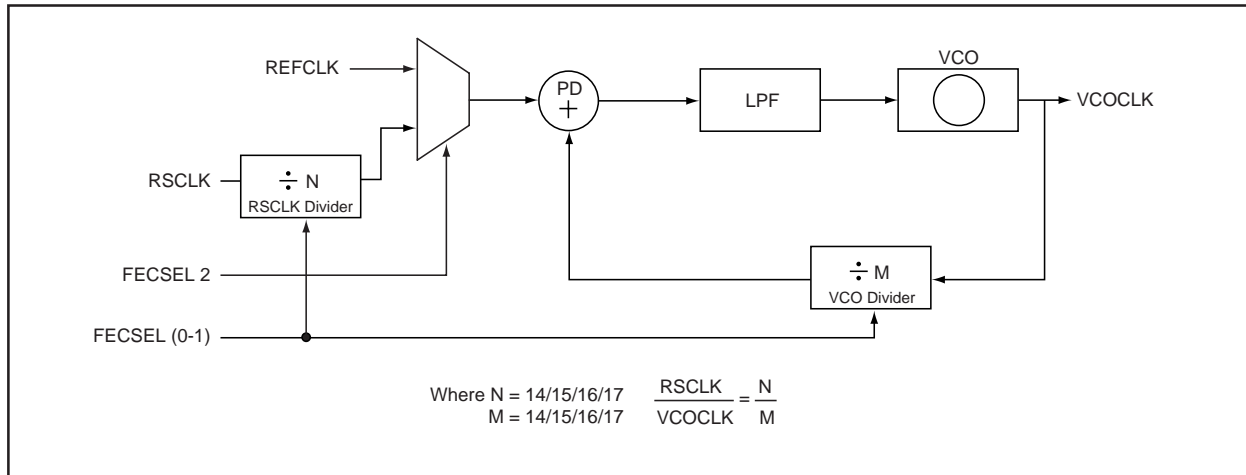 REFCLK
VCO
PD
+
LPF
VCOCLK
RSCLK
÷ N
RSCLK Divider
FECSEL 2
÷ M
VCO Divider
FECSEL (0-1)
Where N = 14/15/16/17
M = 14/15/16/17
RSCLK
VCOCLK
=
N
M